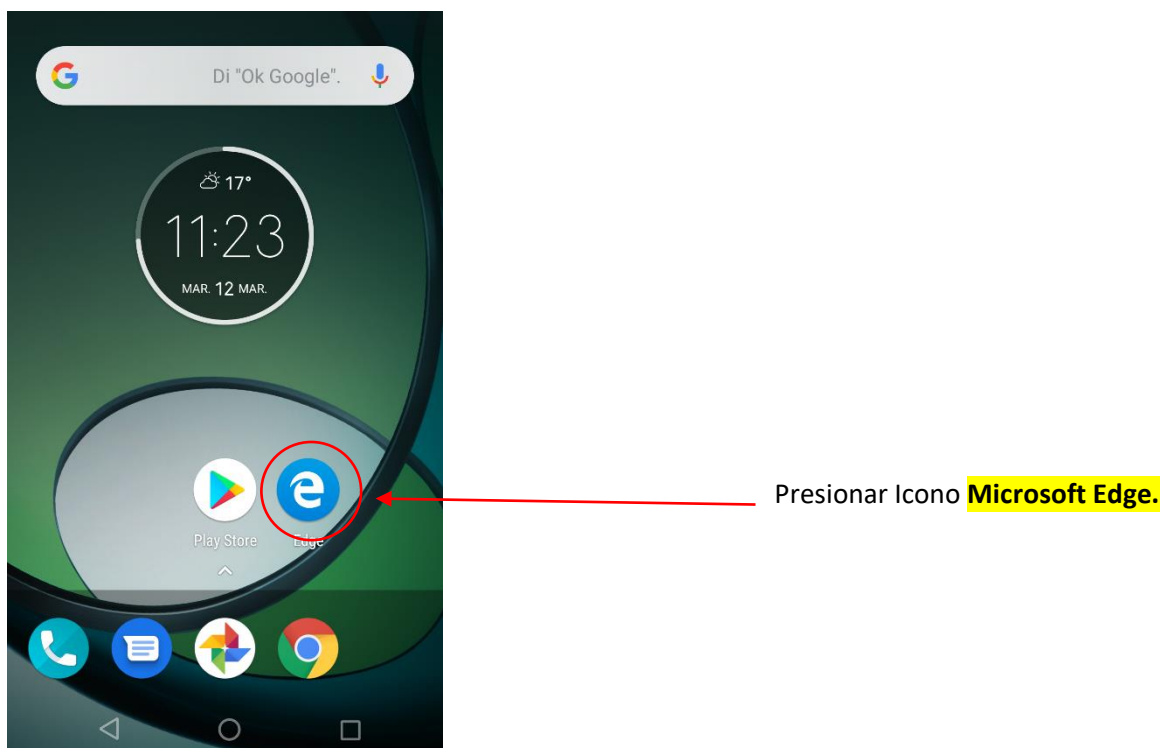 Di "Ok Google".
17°
11:23
MAR. 12 MAR.
Play Store
Edge
Presionar Icono Microsoft Edge.